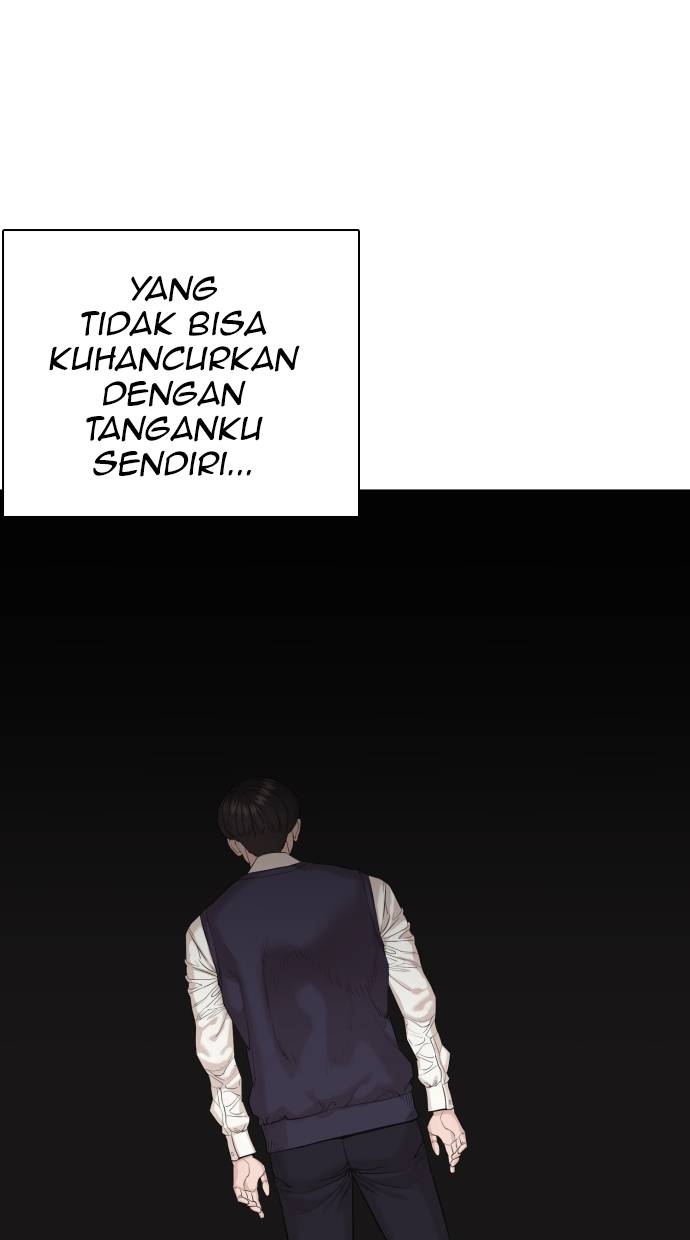 YANG
TIDAK BISA
KUHANCURKAN
DENGAN
TANGANKU
SENDIRI...